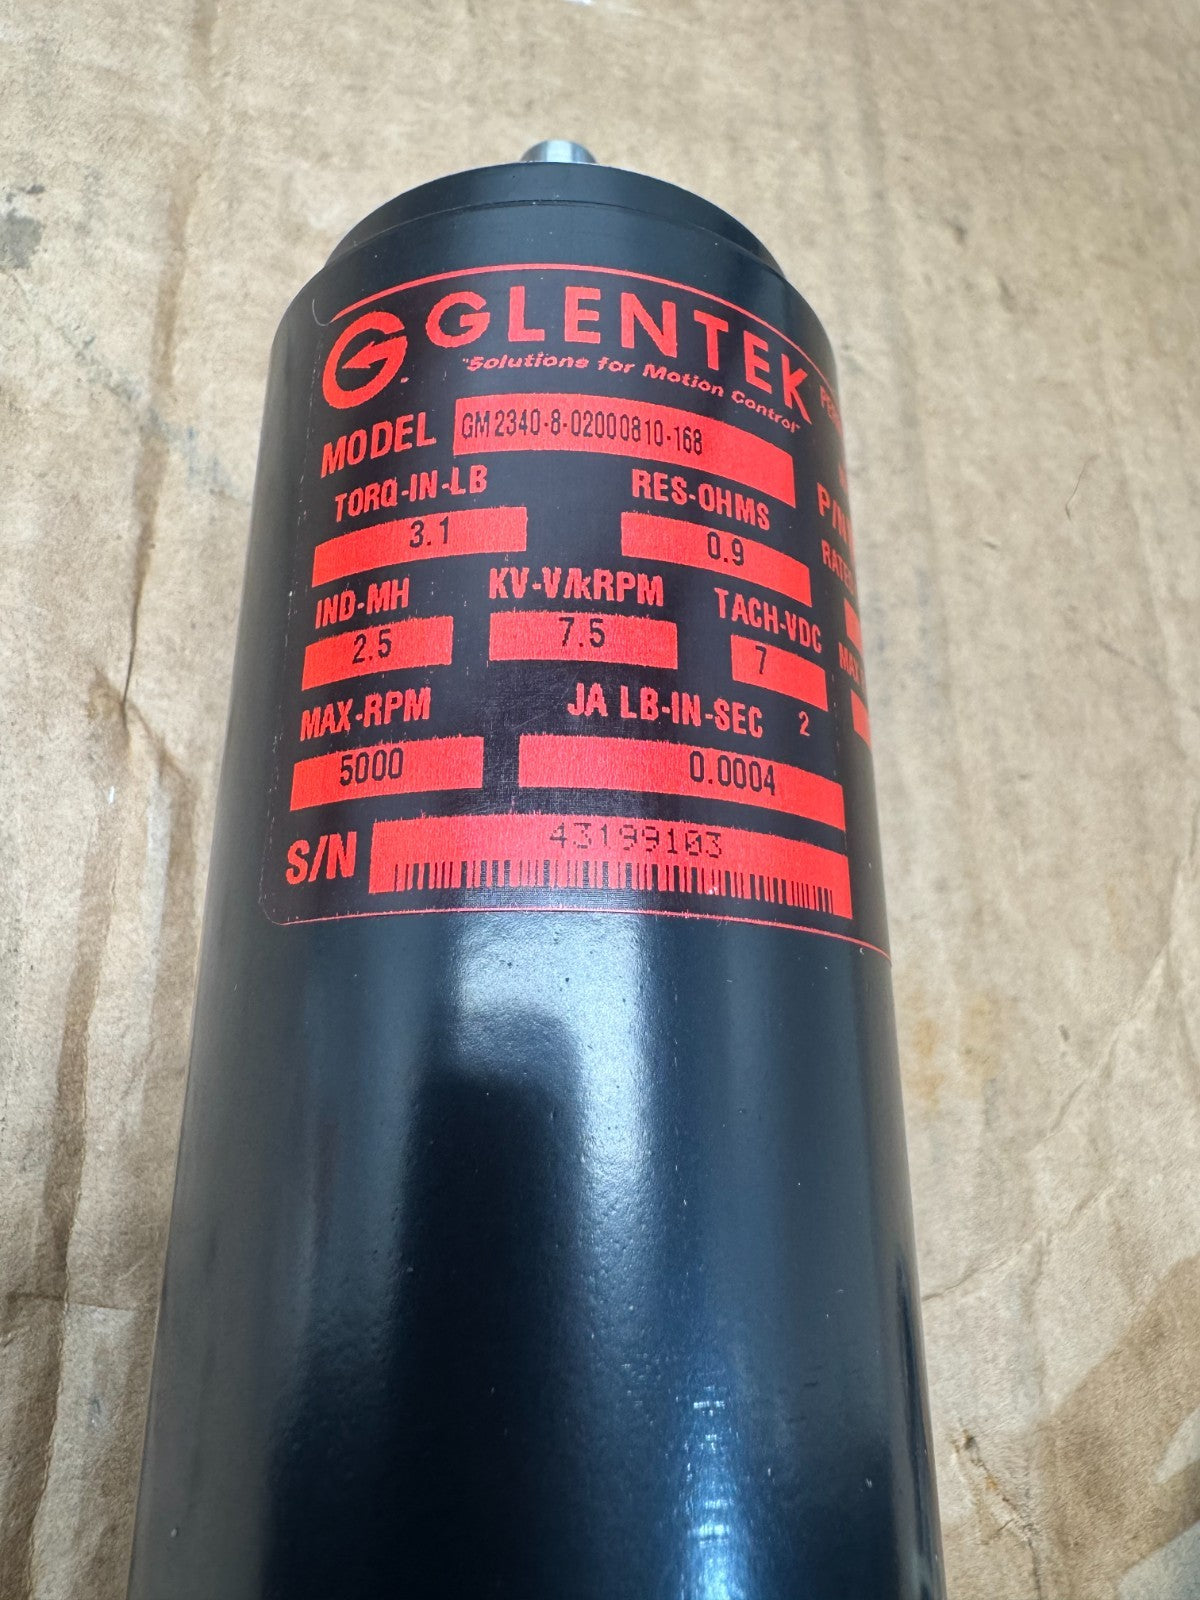 GLENTEK
"Solutions for Motion Control"
MODEL GM2340-8-02000810-168
TORQ-IN-LB RES-OHMS
3.1 0.9
IND-MH KV-V/kRPM TACH-VDC
2.5 7.5 7
MAX-RPM JA LB-IN-SEC 2
5000 0.0004
S/N 43199103
P/N
RATED
MAX